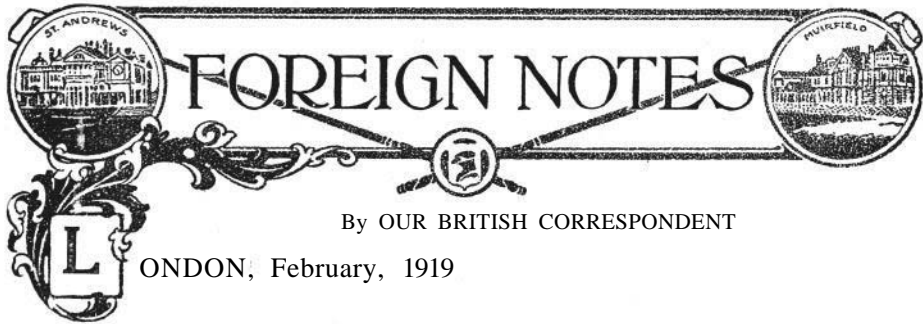 ST. ANDREWS
MUIRFIELD
FOREIGN NOTES
By OUR BRITISH CORRESPONDENT
LONDON, February, 1919